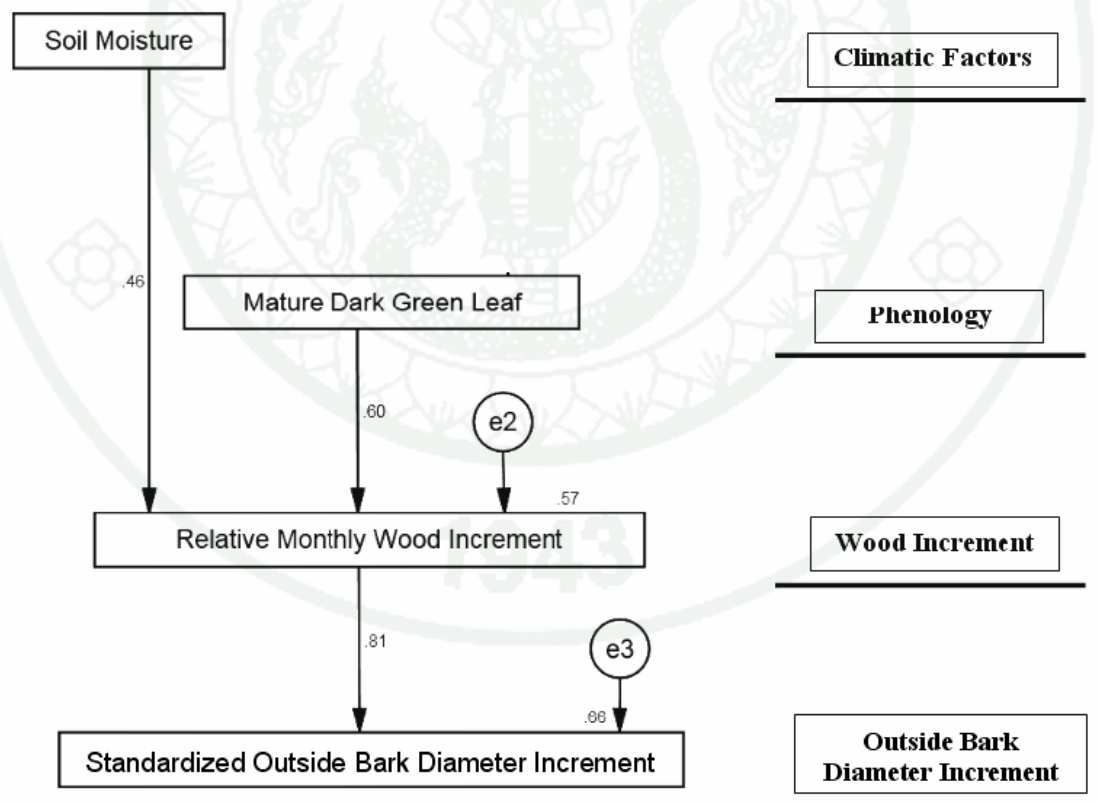 Soil Moisture
Climatic Factors
.46
Mature Dark Green Leaf
Phenology
.60
e2
.57
Relative Monthly Wood Increment
Wood Increment
1943
.81
e3
.66
Standardized Outside Bark Diameter Increment
Outside Bark
Diameter Increment